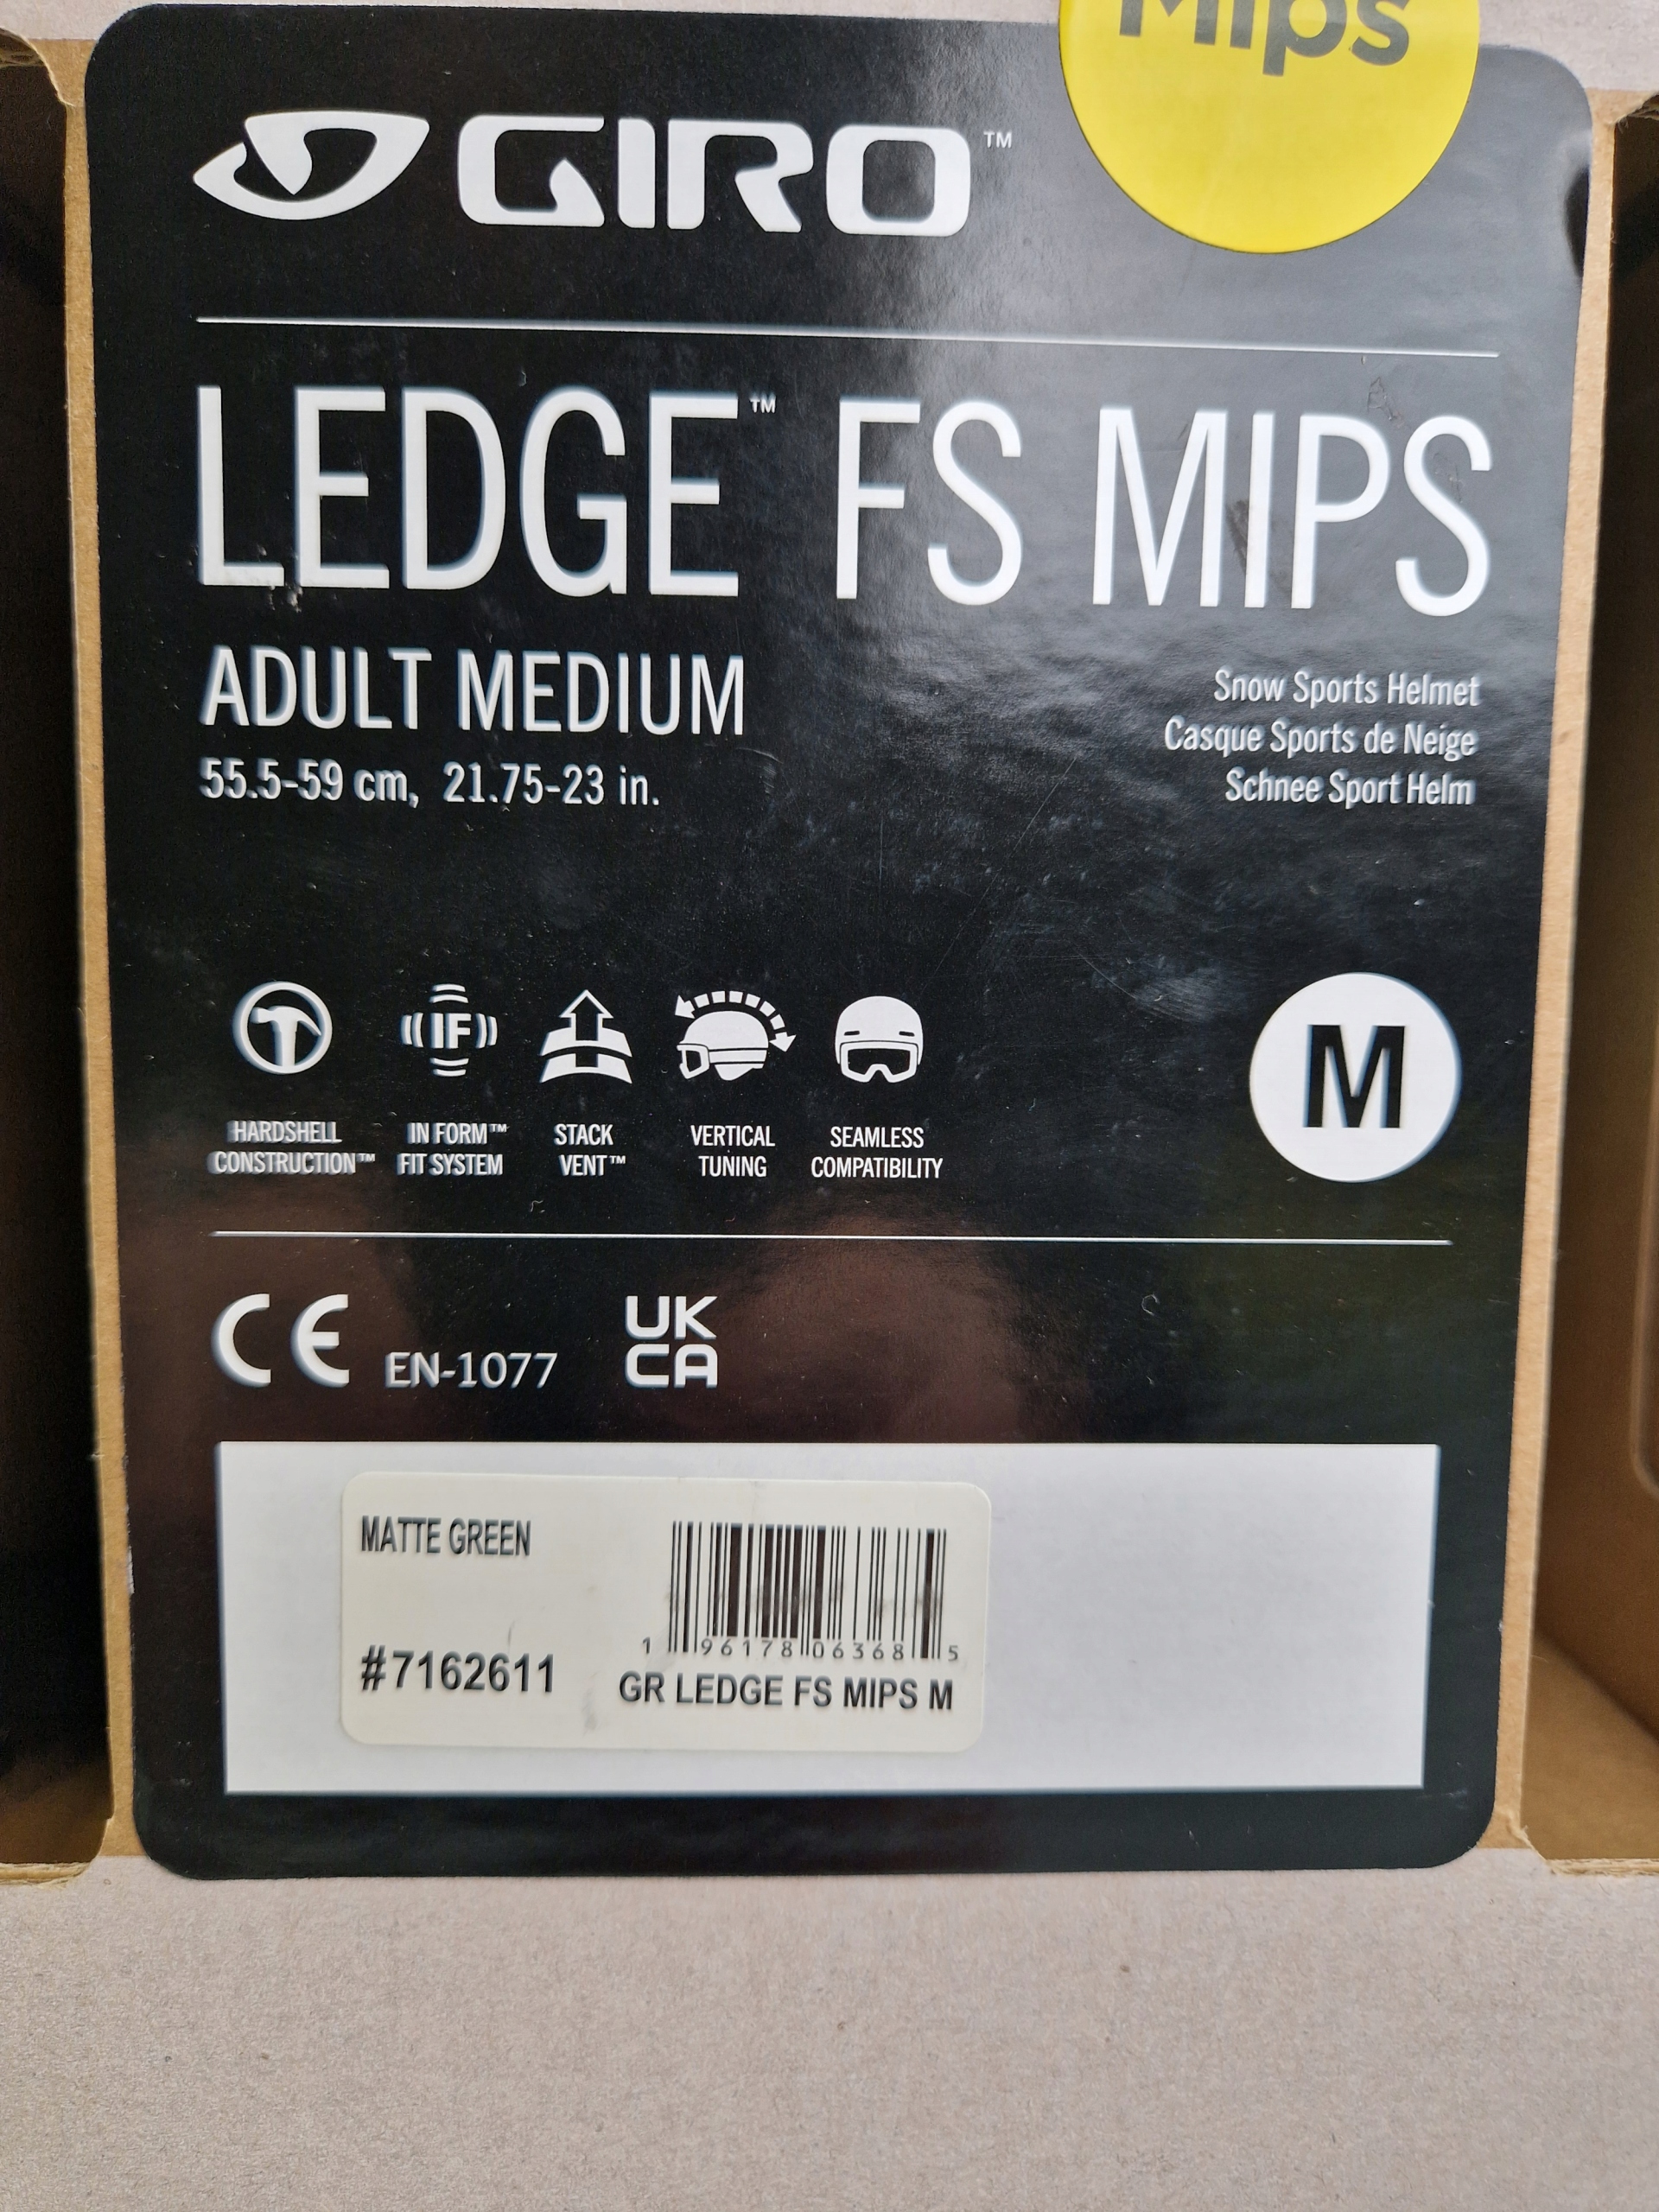 Mips
GIRO™
LEDGE™ FS MIPS
ADULT MEDIUM
55.5-59 cm, 21.75-23 in.
Snow Sports Helmet
Casque Sports de Neige
Schnee Sport Helm
IF
HARDSHELL
CONSTRUCTION™
IN FORM™
FIT SYSTEM
STACK
VENT™
VERTICAL
TUNING
SEAMLESS
COMPATIBILITY
M
CE EN-1077
UK
CA
MATTE GREEN
#7162611
1 96178 06368 5
GR LEDGE FS MIPS M